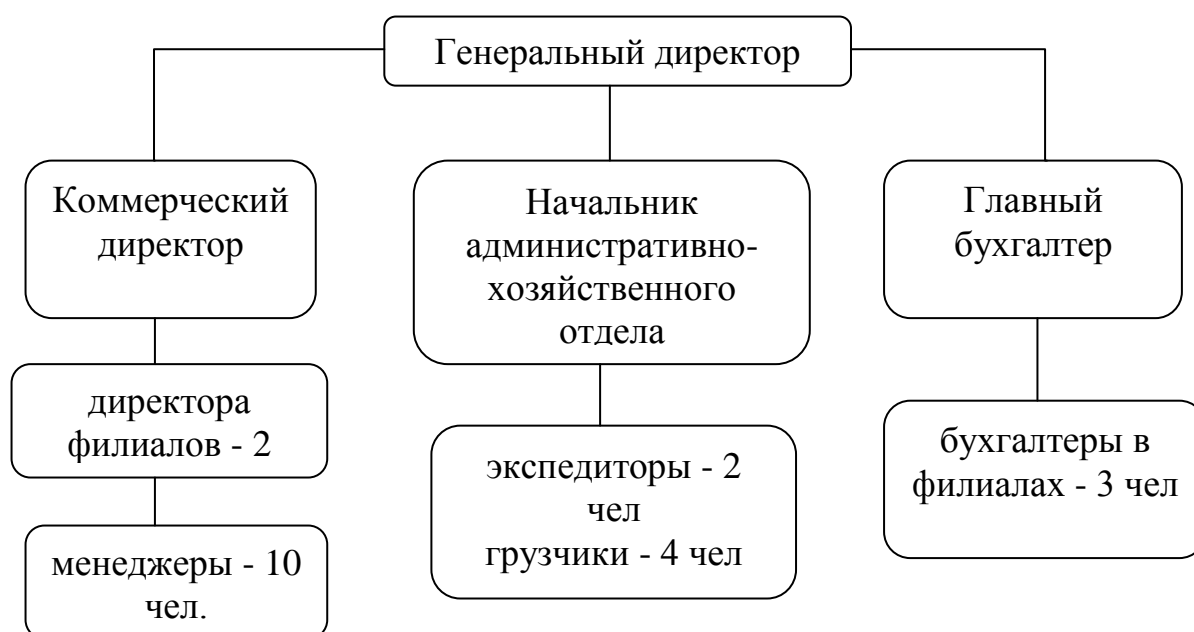 Генеральный директор
Коммерческий
директор
Начальник
административно-
хозяйственного
отдела
Главный
бухгалтер
директора
филиалов - 2
экспедиторы - 2
чел
грузчики - 4 чел
бухгалтеры в
филиалах - 3 чел
менеджеры - 10
чел.